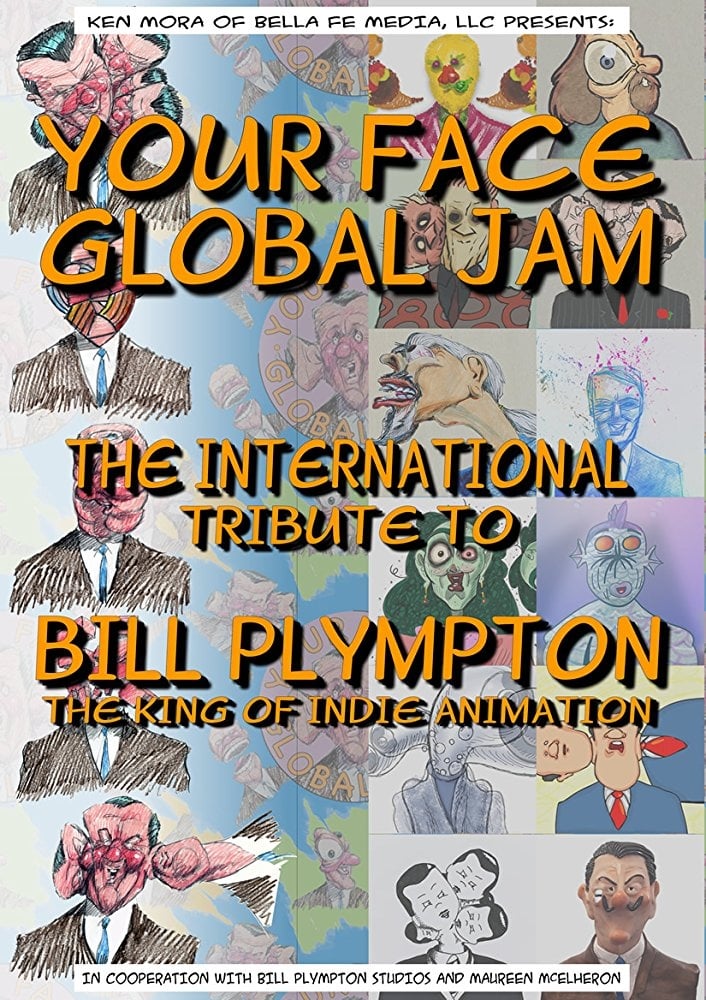 KEN MORA OF BELLA FE MEDIA, LLC PRESENTS:
YOUR FACE
GLOBAL JAM
THE INTERNATIONAL
TRIBUTE TO
BILL PLYMPTON
THE KING OF INDIE ANIMATION
IN COOPERATION WITH BILL PLYMPTON STUDIOS AND MAUREEN MCELHERON